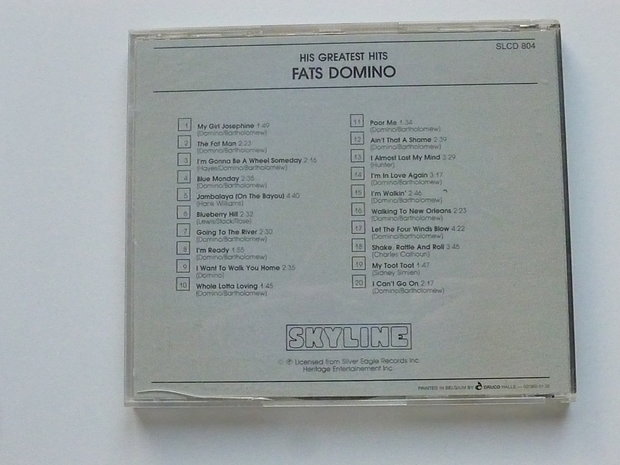 SLCD 804
HIS GREATEST HITS
FATS DOMINO
1 My Girl Josephine 1:49
(Domino/Bartholomew)
2 The Fat Man 2:23
(Domino/Bartholomew)
3 I'm Gonna Be A Wheel Someday 2:16
(Hayes/Domino/Bartholomew)
4 Blue Monday 2:35
(Domino/Bartholomew)
5 Jambalaya (On The Bayou) 4:40
(Hank Williams)
6 Blueberry Hill 2:32
(Lewis/Stock/Rose)
7 Going To The River 2:30
(Domino/Bartholomew)
8 I'm Ready 1:55
(Domino/Bartholomew)
9 I Want To Walk You Home 2:35
(Domino)
10 Whole Lotta Loving 1:45
(Domino/Bartholomew)
11 Poor Me 1:34
(Domino/Bartholomew)
12 Ain't That A Shame 2:39
(Domino/Bartholomew)
13 I Almost Lost My Mind 3:29
(Hunter)
14 I'm In Love Again 3:17
(Domino/Bartholomew)
15 I'm Walkin' 2:46
(Domino/Bartholomew)
16 Walking To New Orleans 2:23
(Domino/Bartholomew)
17 Let The Four Winds Blow 4:22
(Domino/Bartholomew)
18 Shake, Rattle And Roll 3:45
(Charles Calhoun)
19 My Toot Toot 1:47
(Sidney Simien)
20 I Can't Go On 2:17
(Domino/Bartholomew)
SKYLINE
© ℗ Licensed from Silver Eagle Records Inc.
Heritage Entertainement Inc.
PRINTED IN BELGIUM BY DRUCO HALLE